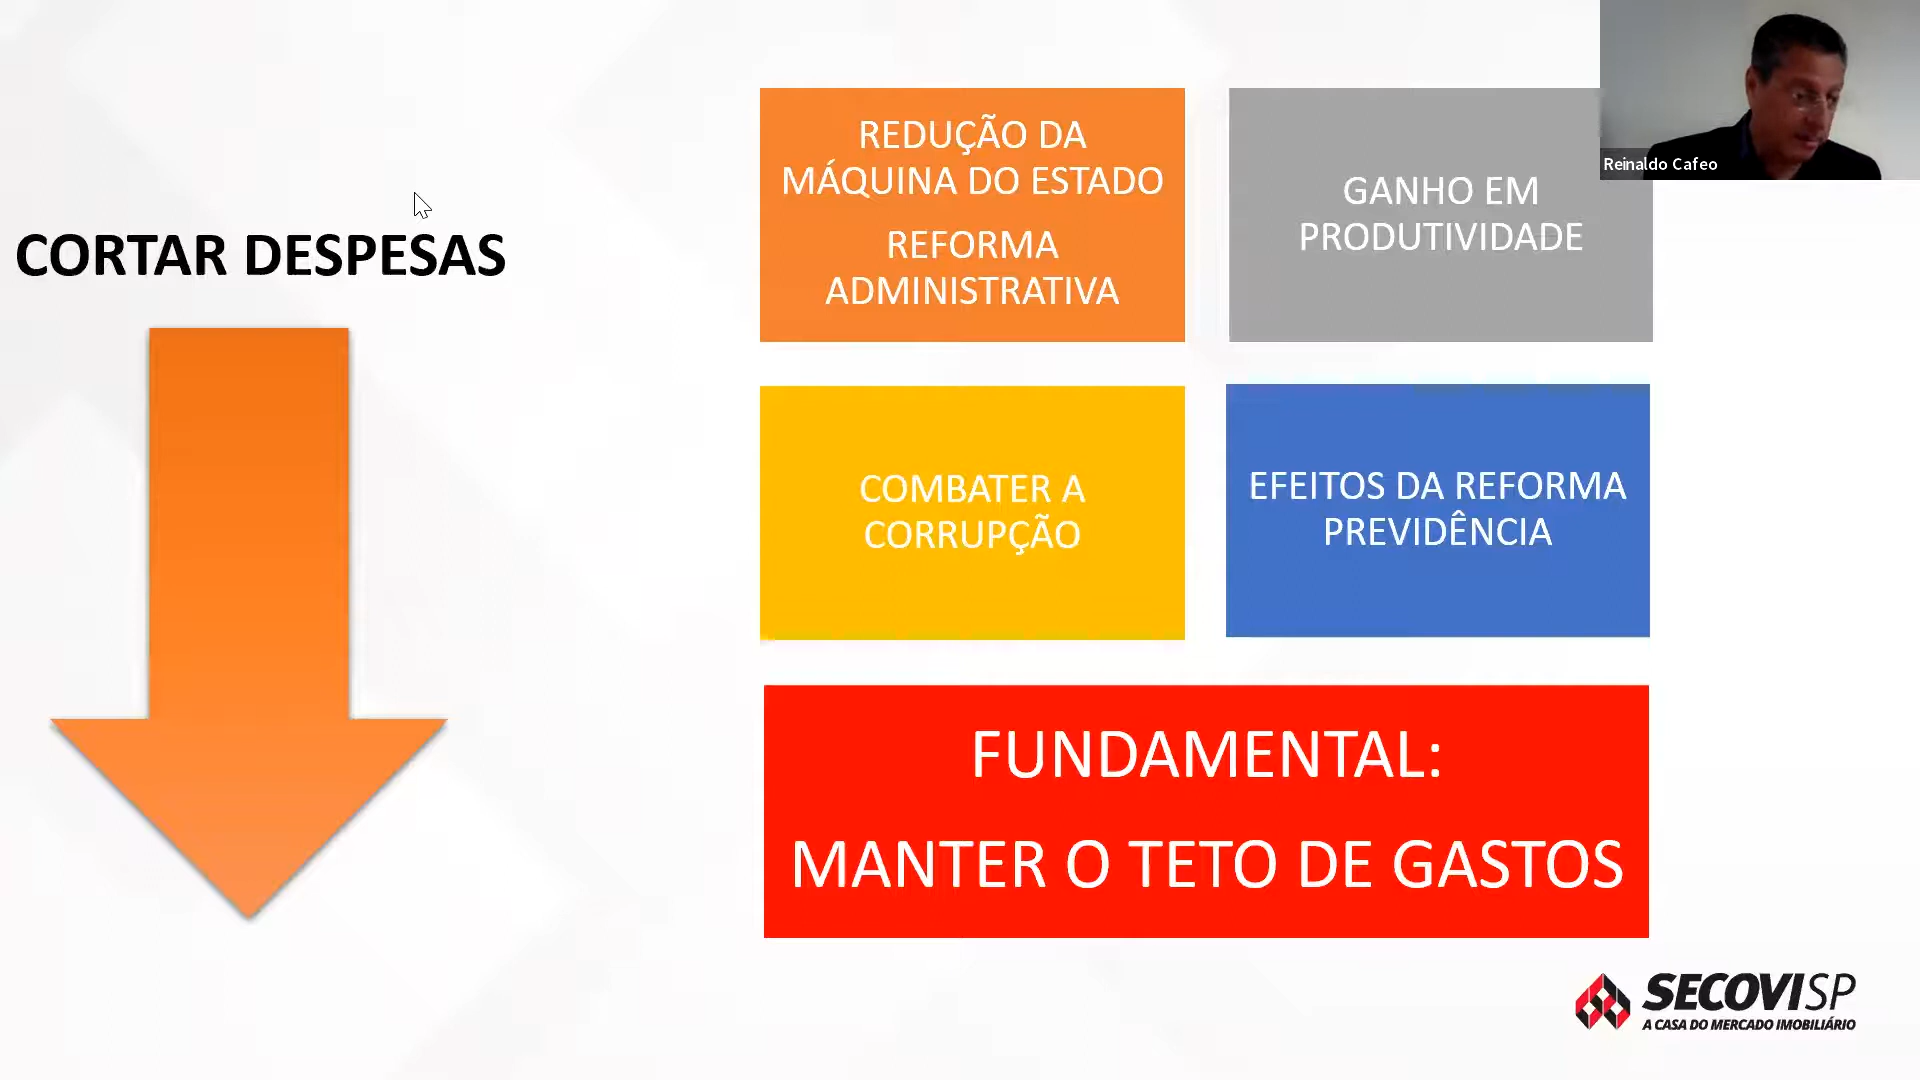 CORTAR DESPESAS
REDUÇÃO DA
MÁQUINA DO ESTADO
REFORMA
ADMINISTRATIVA
GANHO EM
PRODUTIVIDADE
Reinaldo Cafeo
COMBATER A
CORRUPÇÃO
EFEITOS DA REFORMA
PREVIDÊNCIA
FUNDAMENTAL:
MANTER O TETO DE GASTOS
SECOVISP
A CASA DO MERCADO IMOBILIÁRIO